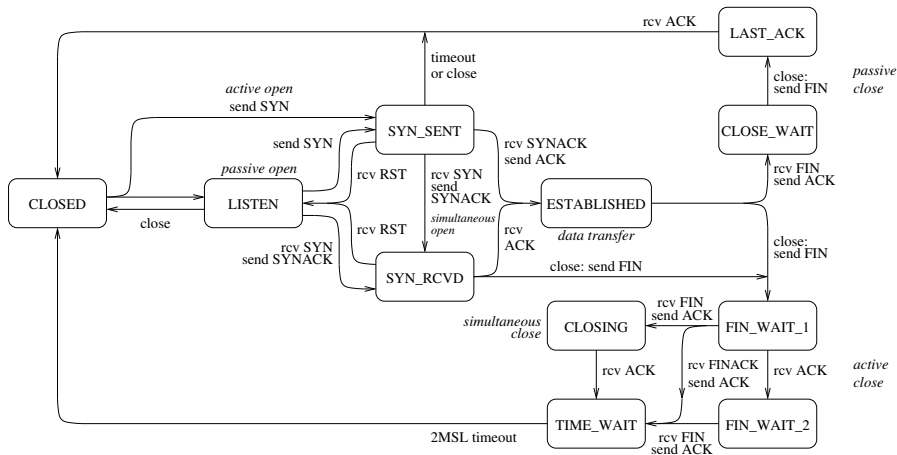 rcv ACK
LAST_ACK
timeout
or close
close:
send FIN
passive
close
active open
send SYN
SYN_SENT
CLOSE_WAIT
send SYN
rcv SYNACK
send ACK
passive open
rcv RST
rcv SYN
send
SYNACK
rcv FIN
send ACK
CLOSED
LISTEN
ESTABLISHED
close
simultaneous
open
rcv RST
rcv
ACK
data transfer
rcv SYN
send SYNACK
close:
send FIN
SYN_RCVD
close: send FIN
simultaneous
close
CLOSING
rcv FIN
send ACK
FIN_WAIT_1
rcv ACK
rcv FINACK
send ACK
rcv ACK
active
close
TIME_WAIT
FIN_WAIT_2
2MSL timeout
rcv FIN
send ACK